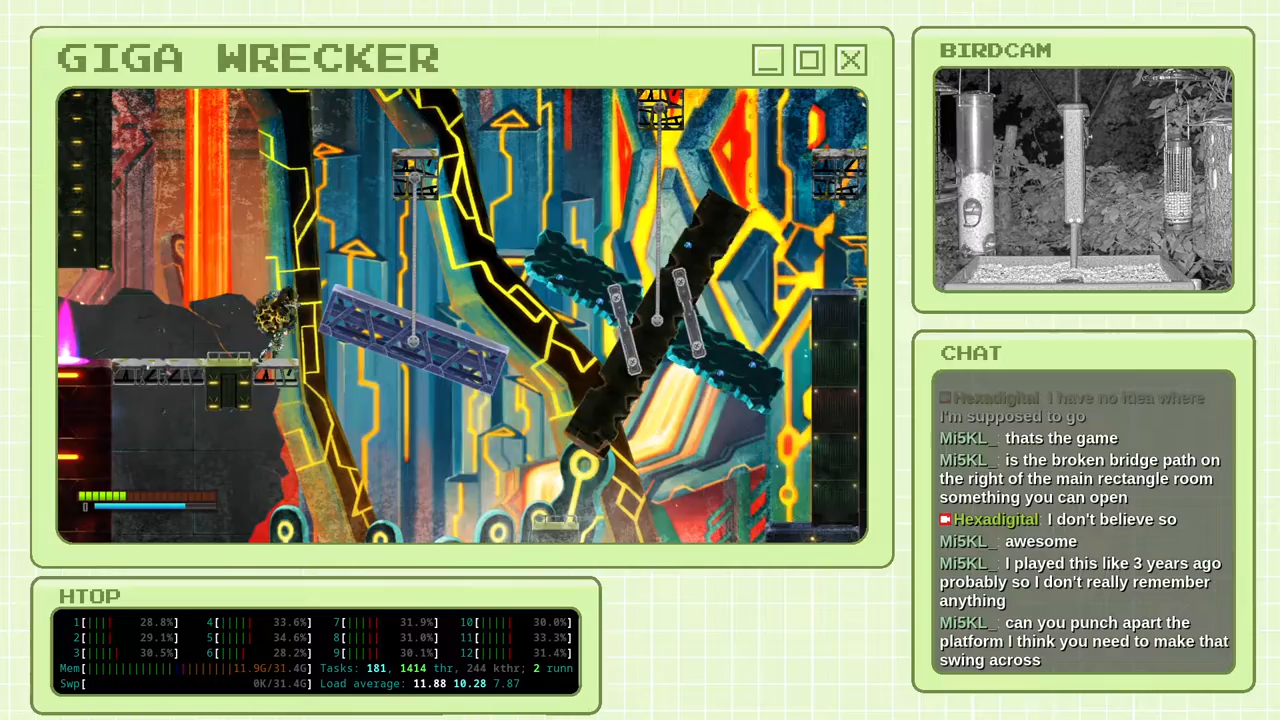 GIGA WRECKER
BIRDCAM
CHAT
Hexadigital: I have no idea where
I'm supposed to go
Mi5KL_: thats the game
Mi5KL_: is the broken bridge path on
the right of the main rectangle room
something you can open
Hexadigital: I don't believe so
Mi5KL_: awesome
Mi5KL_: I played this like 3 years ago
probably so I don't really remember
anything
Mi5KL_: can you punch apart the
platform I think you need to make that
swing across
HTOP
1[|||| 28.8%] 4[||||| 33.6%] 7[||||| 31.9%] 10[||||| 30.0%]
2[|||| 29.1%] 5[||||| 34.6%] 8[||||| 31.0%] 11[||||| 33.3%]
3[||||| 30.5%] 6[|||| 28.2%] 9[||||| 30.1%] 12[||||| 31.4%]
Mem[||||||||||||||||||||||11.9G/31.4G] Tasks: 181, 1414 thr, 244 kthr; 2 runn
Swp[ 0K/31.4G] Load average: 11.88 10.28 7.87